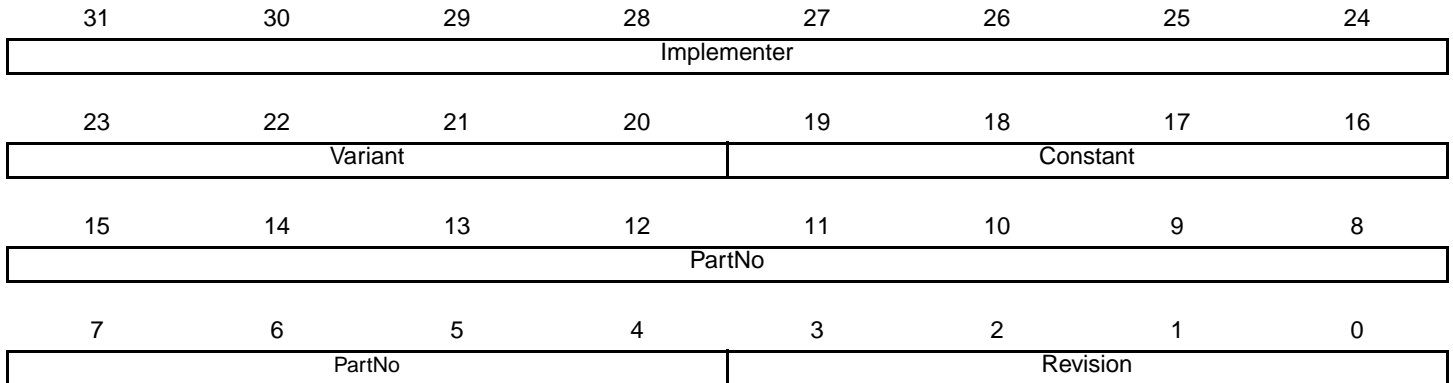 31 30 29 28 27 26 25 24
Implementer
23 22 21 20 19 18 17 16
Variant Constant
15 14 13 12 11 10 9 8
PartNo
7 6 5 4 3 2 1 0
PartNo Revision